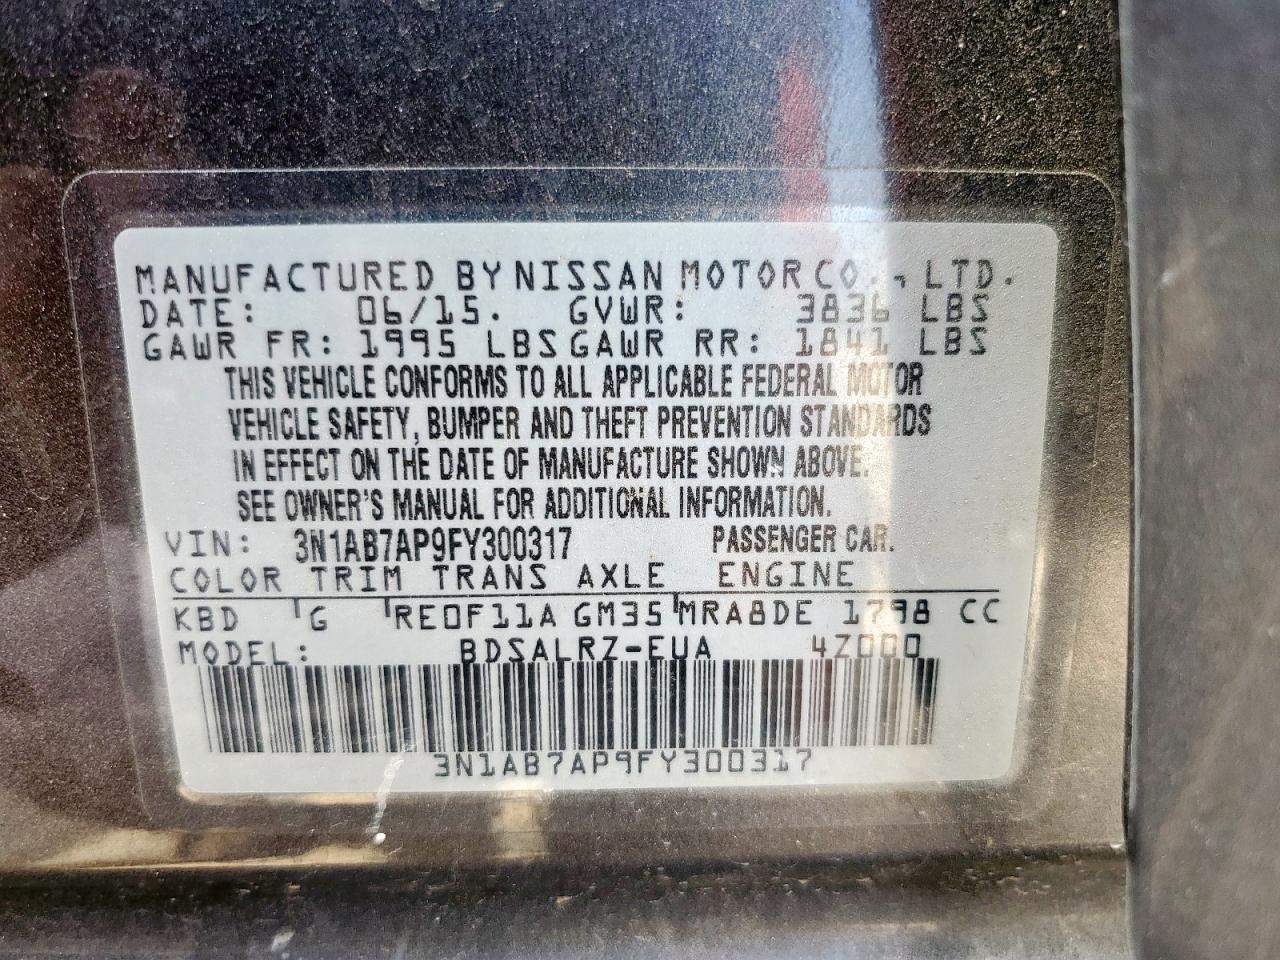 MANUFACTURED BY NISSAN MOTOR CO., LTD.
DATE: 06/15. GVWR: 3836 LBS
GAWR FR: 1995 LBS GAWR RR: 1841 LBS
THIS VEHICLE CONFORMS TO ALL APPLICABLE FEDERAL MOTOR
VEHICLE SAFETY, BUMPER AND THEFT PREVENTION STANDARDS
IN EFFECT ON THE DATE OF MANUFACTURE SHOWN ABOVE.
SEE OWNER'S MANUAL FOR ADDITIONAL INFORMATION.
VIN: 3N1AB7AP9FY300317 PASSENGER CAR.
COLOR TRIM TRANS AXLE ENGINE
KBD G RE0F11A GM35 MRA8DE 1798 CC
MODEL: BDSALRZ-EUA 4Z000
3N1AB7AP9FY300317